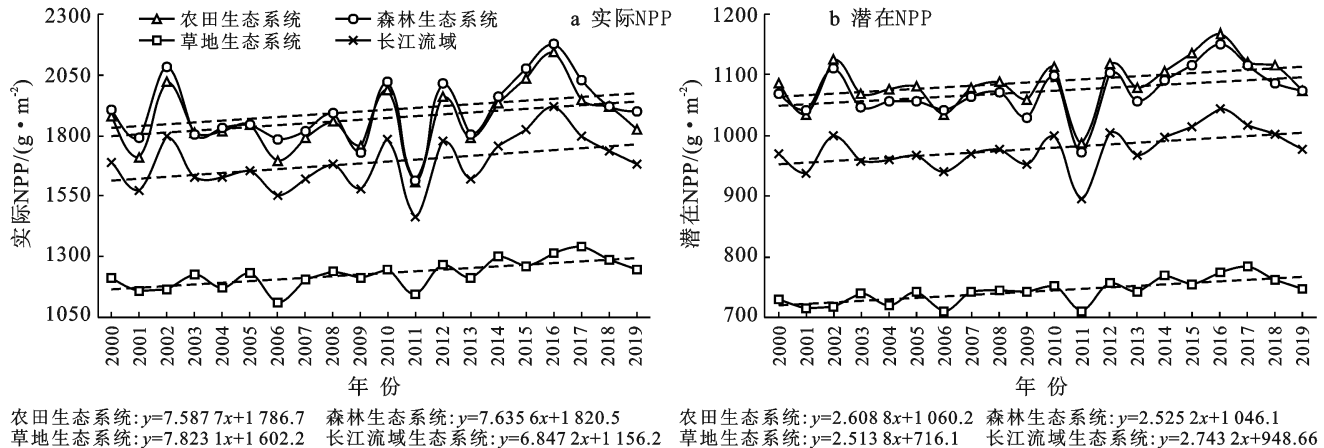 农田生态系统 森林生态系统 a 实际NPP
草地生态系统 长江流域
2300
2050
1800
1550
1300
1050
实际NPP/(g·m⁻²)
2000 2001 2002 2003 2004 2005 2006 2007 2008 2009 2010 2011 2012 2013 2014 2015 2016 2017 2018 2019
年 份
农田生态系统:y=7.587 7x+1 786.7 森林生态系统:y=7.635 6x+1 820.5
草地生态系统:y=7.823 1x+1 602.2 长江流域生态系统:y=6.847 2x+1 156.2
b 潜在NPP
1200
1100
1000
900
800
700
潜在NPP/(g·m⁻²)
2000 2001 2002 2003 2004 2005 2006 2007 2008 2009 2010 2011 2012 2013 2014 2015 2016 2017 2018 2019
年 份
农田生态系统:y=2.608 8x+1 060.2 森林生态系统:y=2.525 2x+1 046.1
草地生态系统:y=2.513 8x+716.1 长江流域生态系统:y=2.743 2x+948.66